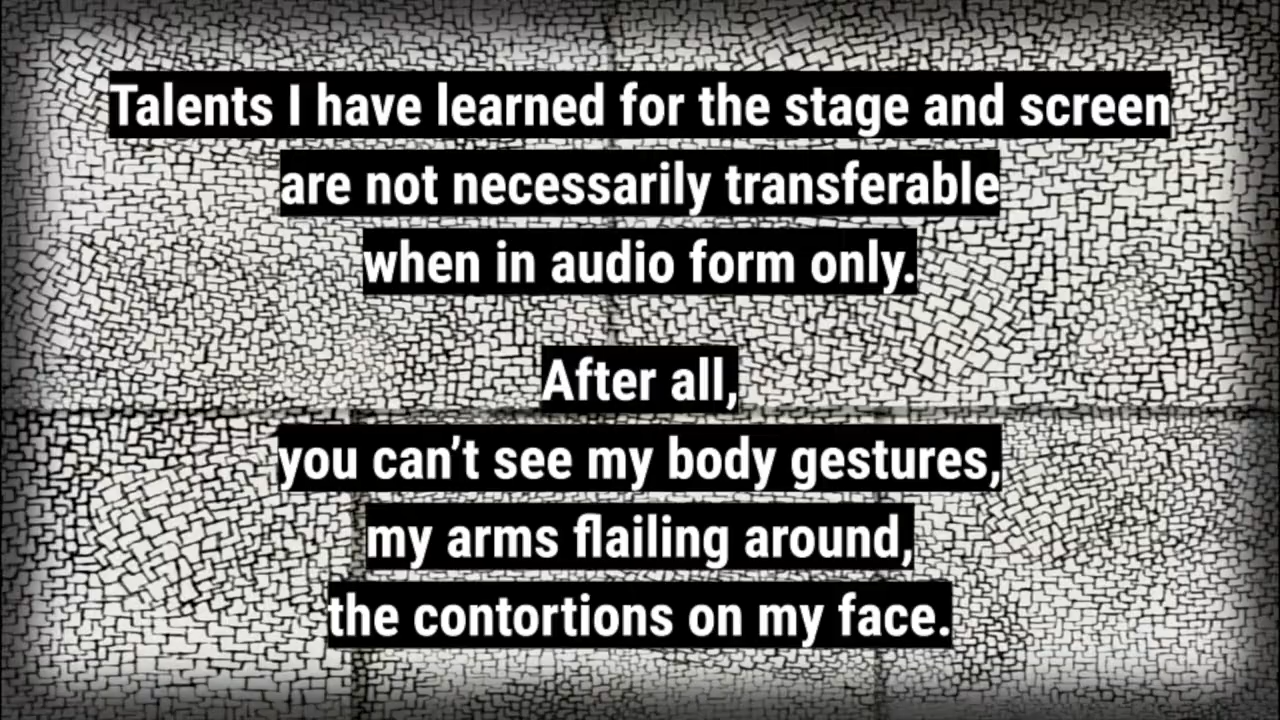 Talents I have learned for the stage and screen
are not necessarily transferable
when in audio form only.
After all,
you can’t see my body gestures,
my arms flailing around,
the contortions on my face.